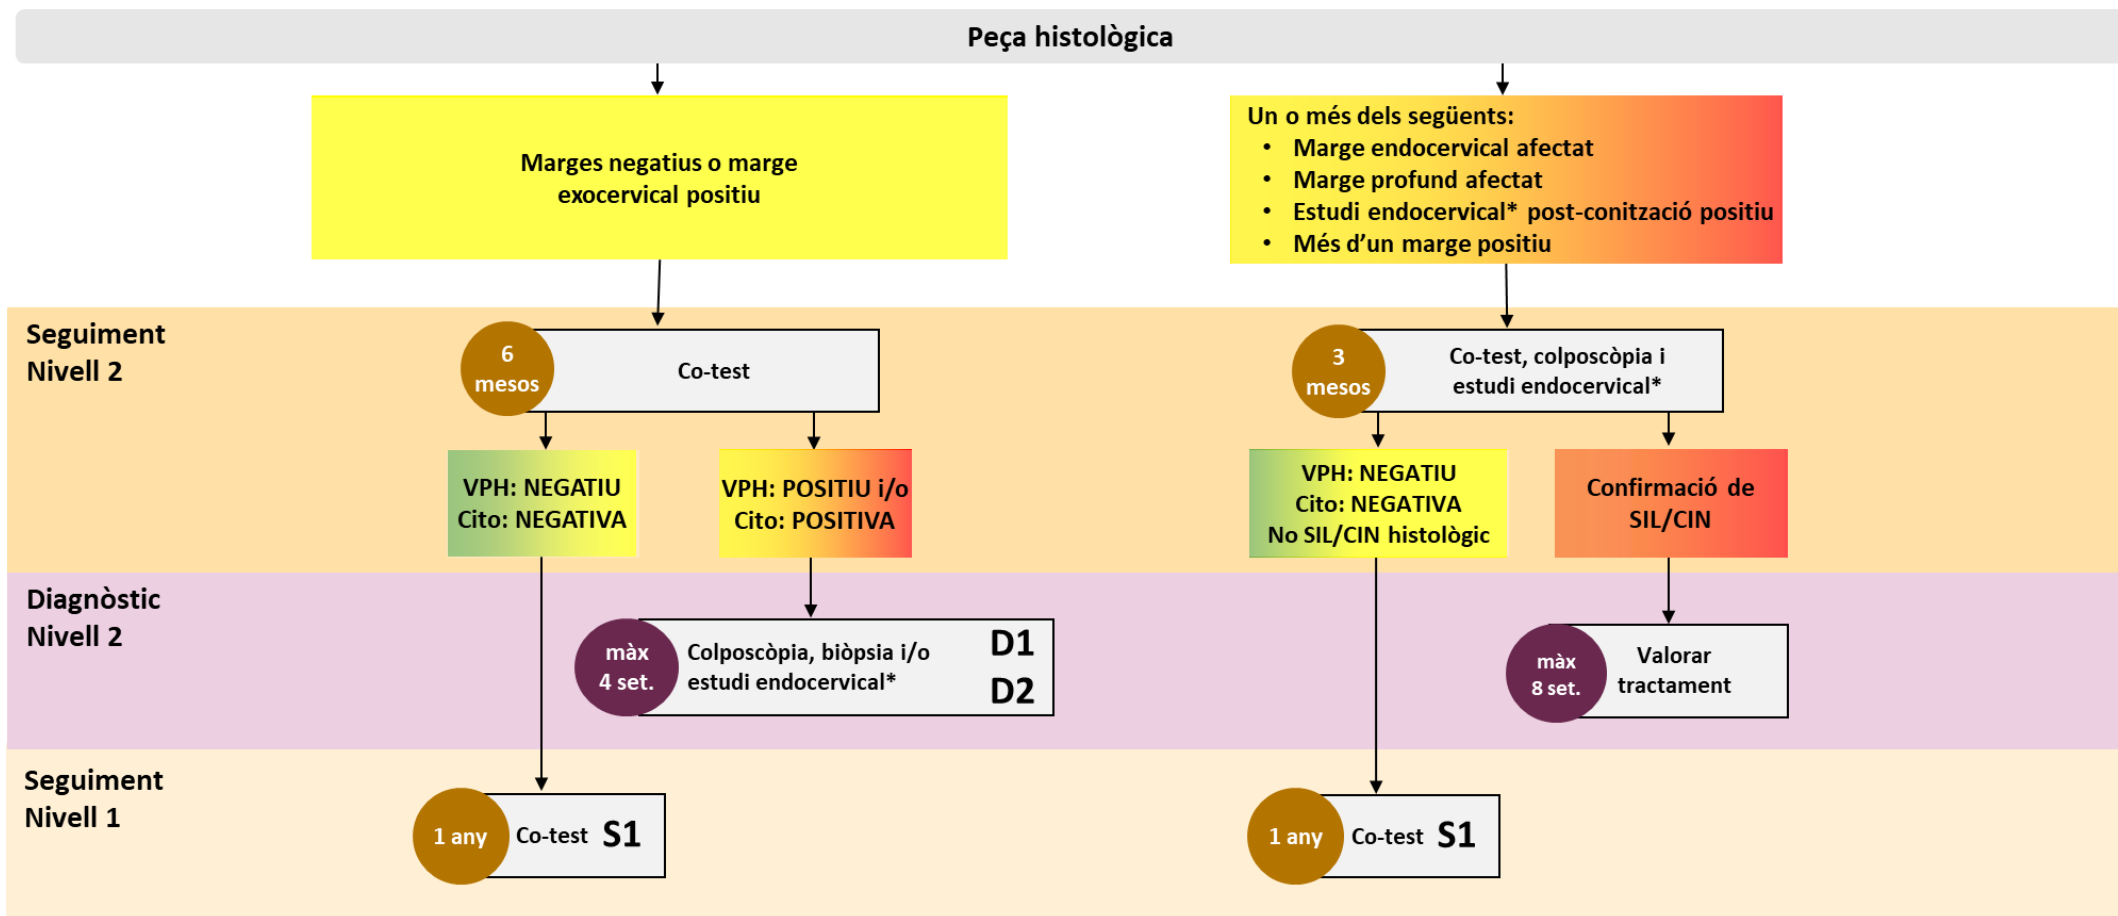 Peça histològica
Marges negatius o marge
exocervical positiu
Un o més dels següents:
• Marge endocervical afectat
• Marge profund afectat
• Estudi endocervical* post-conització positiu
• Més d'un marge positiu
Seguiment
Nivell 2
6
mesos
Co-test
3
mesos
Co-test, colposcòpia i
estudi endocervical*
VPH: NEGATIU
Cito: NEGATIVA
VPH: POSITIU i/o
Cito: POSITIVA
VPH: NEGATIU
Cito: NEGATIVA
No SIL/CIN histològic
Confirmació de
SIL/CIN
Diagnòstic
Nivell 2
màx
4 set.
Colposcòpia, biòpsia i/o
estudi endocervical*
D1
D2
màx
8 set.
Valorar
tractament
Seguiment
Nivell 1
1 any
Co-test S1
1 any
Co-test S1